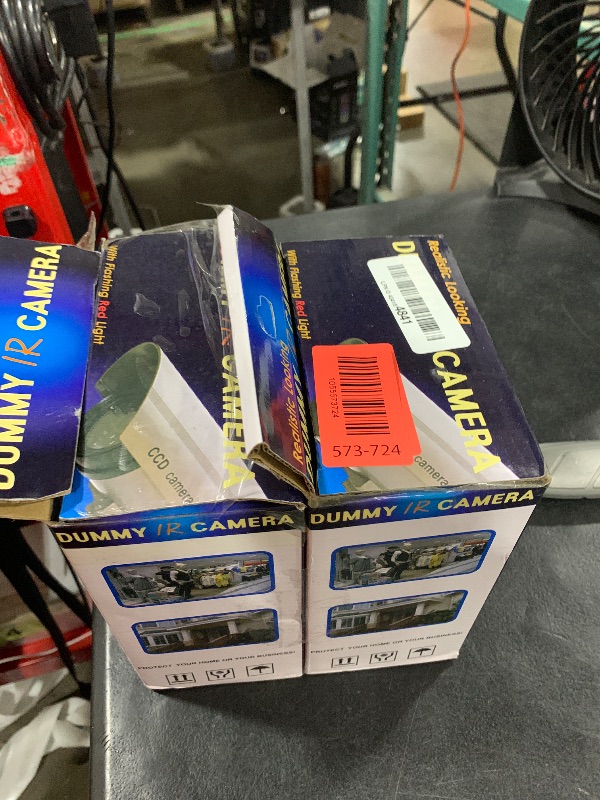 DUMMY IR CAMERA
With Flashing Red Light
CAMERA
CCD camera
Realistic Looking
With Flashing Red Light
Realistic Looking
CAMERA
4841
1055573724
573-724
camera
DUMMY IR CAMERA
PROTECT YOUR HOME OR YOUR BUSINESS!
DUMMY IR CAMERA
PROTECT YOUR HOME OR YOUR BUSINESS!